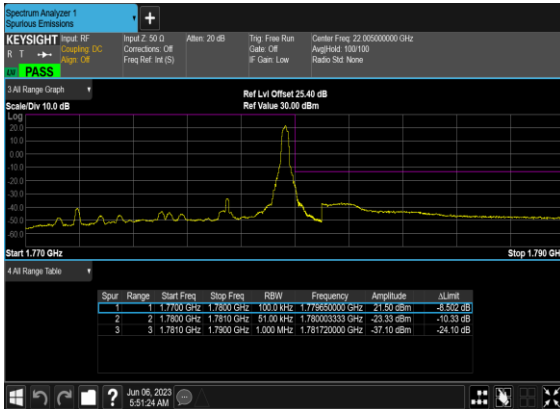 Spectrum Analyzer 1
Spurious Emissions
+
KEYSIGHT Input: RF Input Z: 50 Ω Atten: 20 dB Trig: Free Run Center Freq: 22.005000000 GHz
R T Coupling: DC Corrections: Off Gate: Off Avg|Hold: 100/100
Align: Off Freq Ref: Int (S) IF Gain: Low Radio Std: None
PASS
3 All Range Graph Ref Lvl Offset 25.40 dB
Scale/Div 10.0 dB Ref Value 30.00 dBm
Log
20.0
10.0
0.00
-10.0
-20.0
-30.0
-40.0
-50.0
-60.0
Start 1.770 GHz Stop 1.790 GH
4 All Range Table
Spur Range Start Freq Stop Freq RBW Frequency Amplitude ΔLimit
1 1 1.7700 GHz 1.7800 GHz 100.0 kHz 1.779650000 GHz 21.50 dBm -8.502 dB
2 2 1.7800 GHz 1.7810 GHz 51.00 kHz 1.780003333 GHz -23.33 dBm -10.33 dB
3 3 1.7810 GHz 1.7900 GHz 1.000 MHz 1.781720000 GHz -37.10 dBm -24.10 dB
? Jun 06, 2023
5:51:24 AM